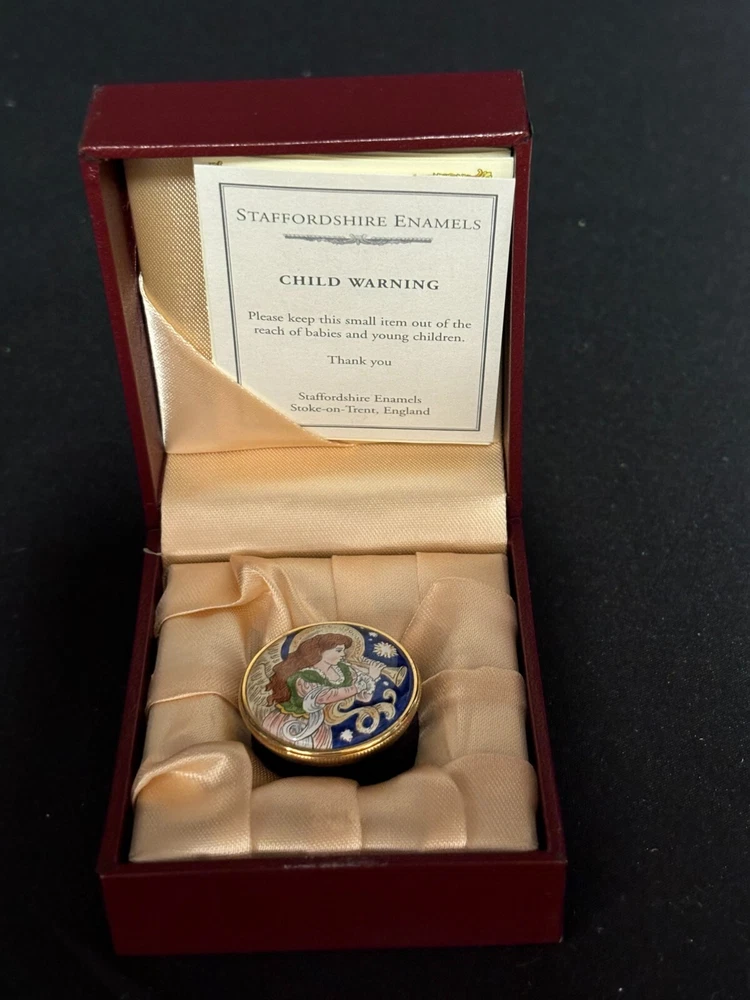 STAFFORDSHIRE ENAMELS
CHILD WARNING
Please keep this small item out of the
reach of babies and young children.
Thank you
Staffordshire Enamels
Stoke-on-Trent, England